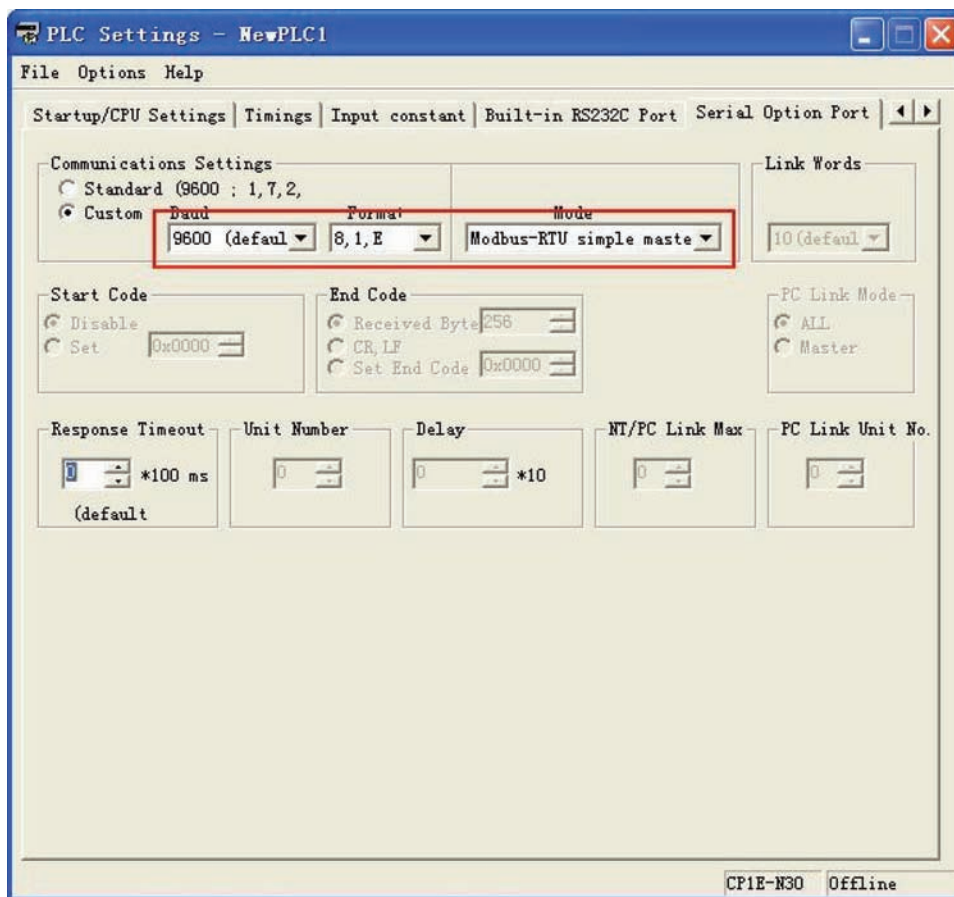 PLC Settings - NewPLC1
File Options Help
Startup/CPU Settings Timings Input constant Built-in RS232C Port Serial Option Port
Communications Settings
Link Words
Standard (9600 ; 1,7,2,
Custom Baud Format Mode
9600 (defaul 8,1,E Modbus-RTU simple maste 10 (defaul
Start Code End Code PC Link Mode
Disable Received Byte 256 ALL
Set 0x0000 CR,LF Master
Set End Code 0x0000
Response Timeout Unit Number Delay NT/PC Link Max PC Link Unit No.
0 *100 ms 0 0 *10 0 0
(default
CP1E-N30 Offline